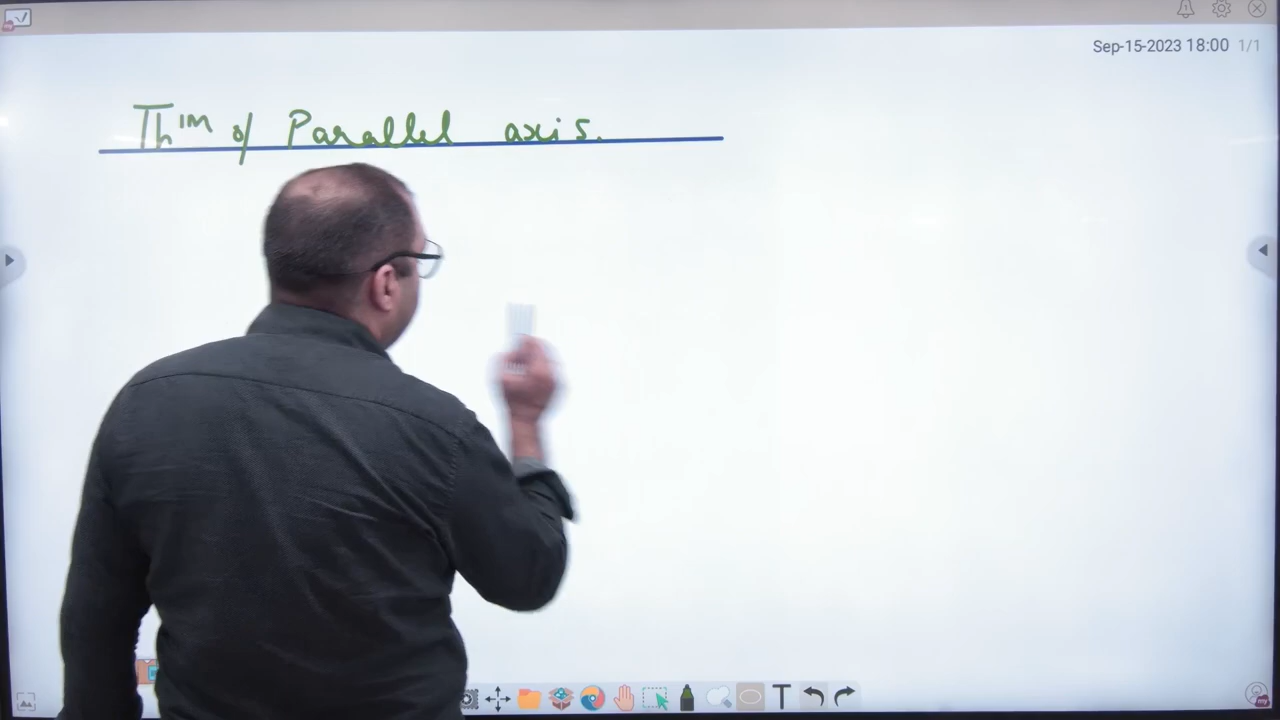 Sep-15-2023 18:00 1/1
Thm of Parallel axis.
T